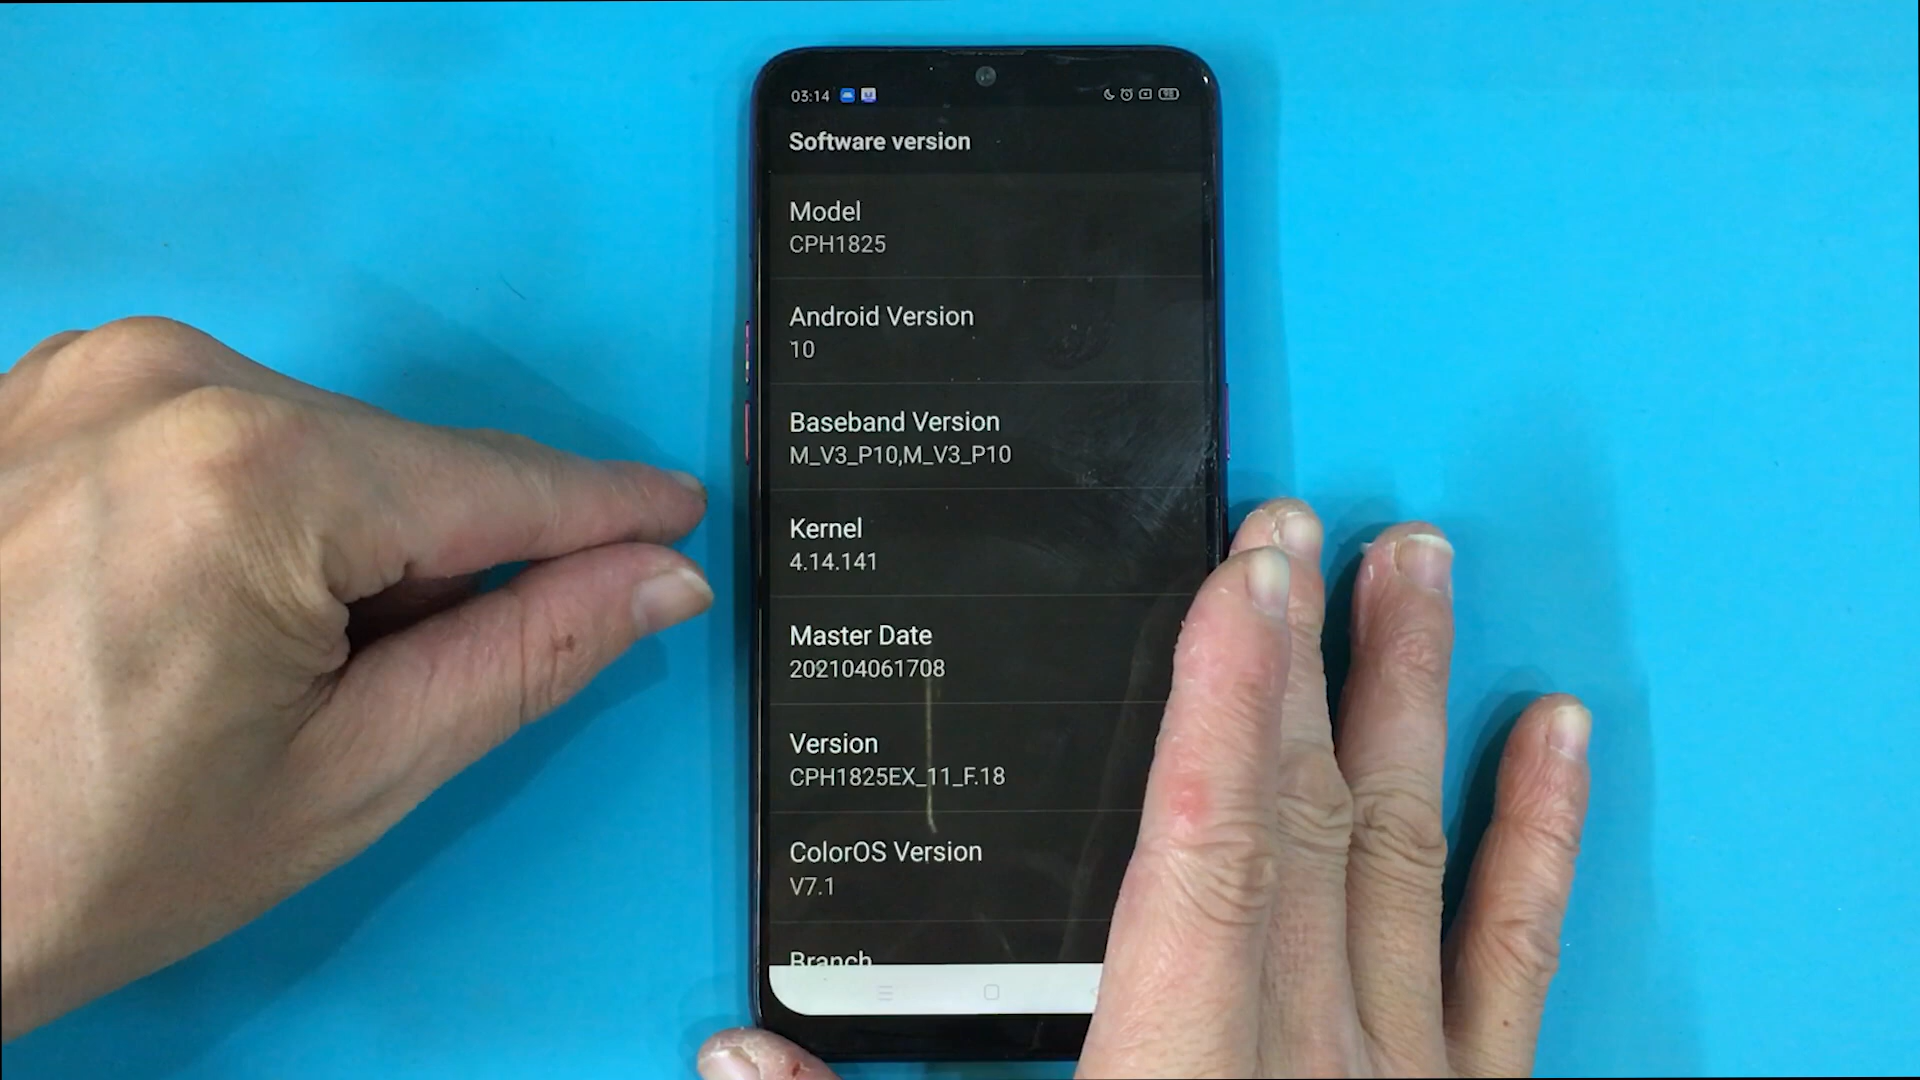 03:14
98
Software version
Model
CPH1825
Android Version
10
Baseband Version
M_V3_P10,M_V3_P10
Kernel
4.14.141
Master Date
202104061708
Version
CPH1825EX_11_F.18
ColorOS Version
V7.1
Branch